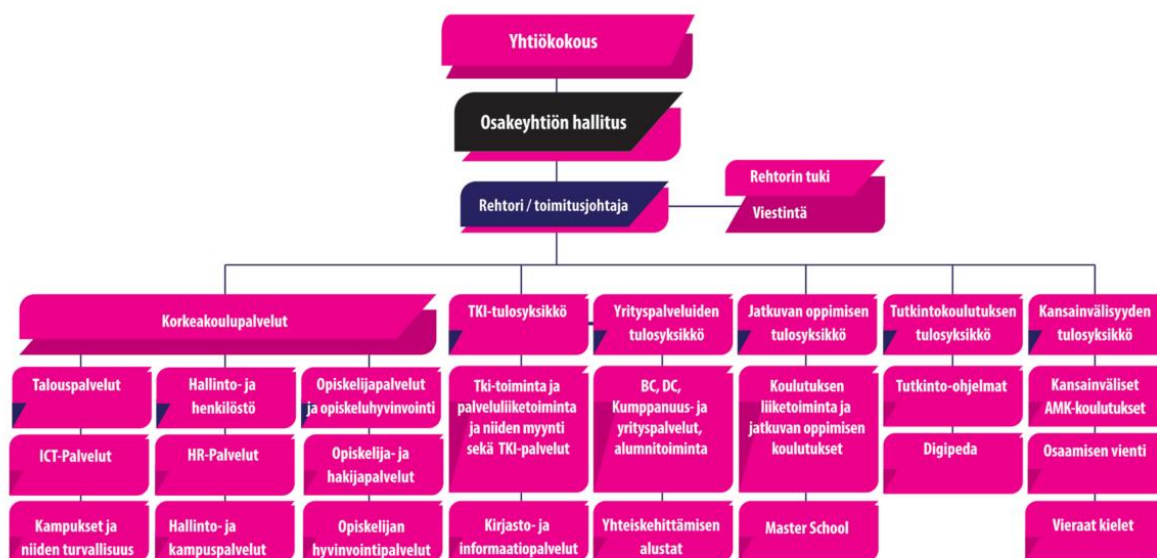 Yhtiökokous
Osakeyhtiön hallitus
Rehtori / toimitusjohtaja
Rehtorin tuki
Viestintä
Korkeakoulupalvelut
TKI-tulosyksikkö
Yrityspalveluiden
tulosyksikkö
Jatkuvan oppimisen
tulosyksikkö
Tutkintokoulutuksen
tulosyksikkö
Kansainvälisyyden
tulosyksikkö
Talouspalvelut
Hallinto- ja
henkilöstö
Opiskelijapalvelut
ja opiskeluhyvinvointi
Tki-toiminta ja
palveluliiketoiminta
ja niiden myynti
sekä TKI-palvelut
BC, DC,
Kumppanuus- ja
yrityspalvelut,
alumnitoiminta
Koulutuksen
liiketoiminta ja
jatkuvan oppimisen
koulutukset
Tutkinto-ohjelmat
Kansainväliset
AMK-koulutukset
ICT-Palvelut
HR-Palvelut
Opiskelija- ja
hakijapalvelut
Digipeda
Osaamisen vienti
Kampukset ja
niiden turvallisuus
Hallinto- ja
kampuspalvelut
Opiskelijan
hyvinvointipalvelut
Kirjasto- ja
informaatiopalvelut
Yhteiskehittämisen
alustat
Master School
Vieraat kielet